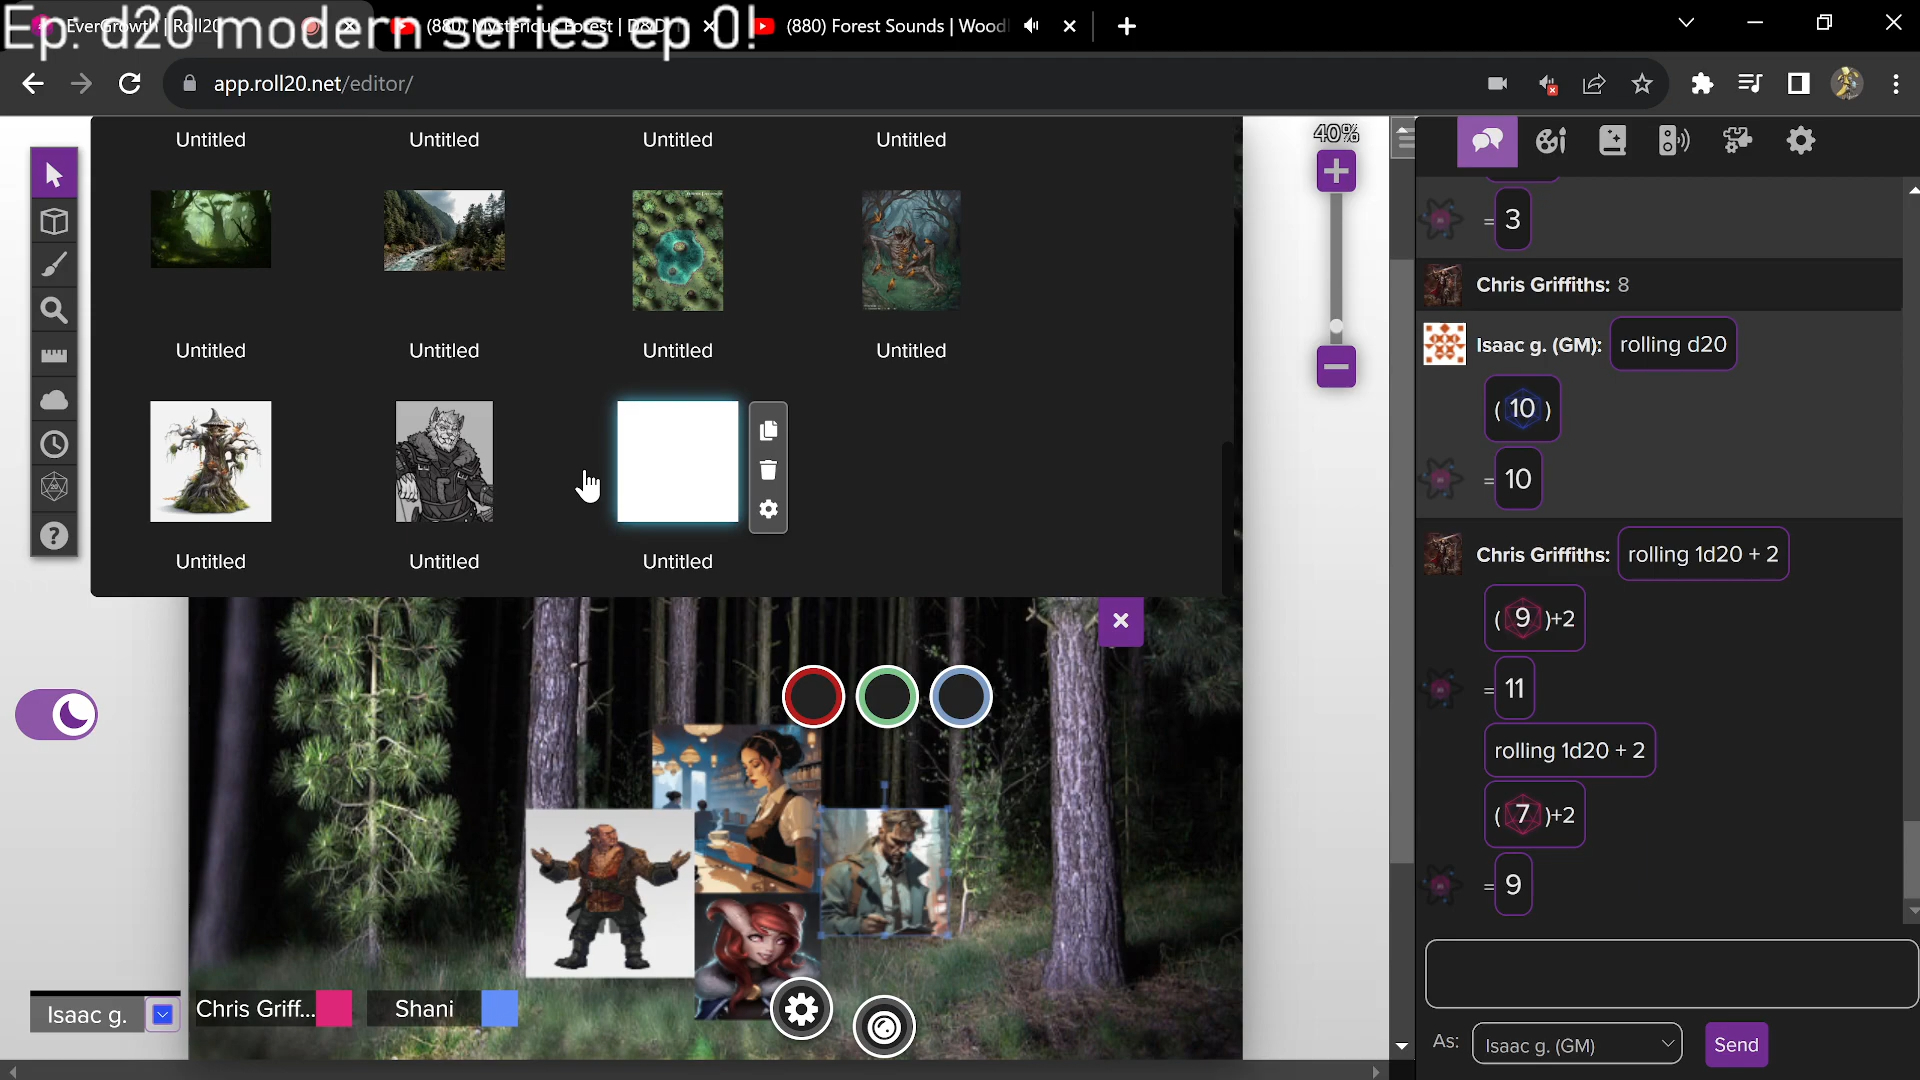 Ep. d20 modern series ep 0!
EverGrowth | Roll20
(880) Mysterious Forest | D&D
(880) Forest Sounds | Wood
app.roll20.net/editor/
Untitled
Untitled
Untitled
Untitled
Untitled
Untitled
Untitled
Untitled
Untitled
Untitled
Untitled
40%
= 3
Chris Griffiths: 8
Isaac g. (GM): rolling d20
(10)
= 10
Chris Griffiths: rolling 1d20 + 2
(9)+2
= 11
rolling 1d20 + 2
(7)+2
= 9
Isaac g.
Chris Griff...
Shani
As: Isaac g. (GM)
Send